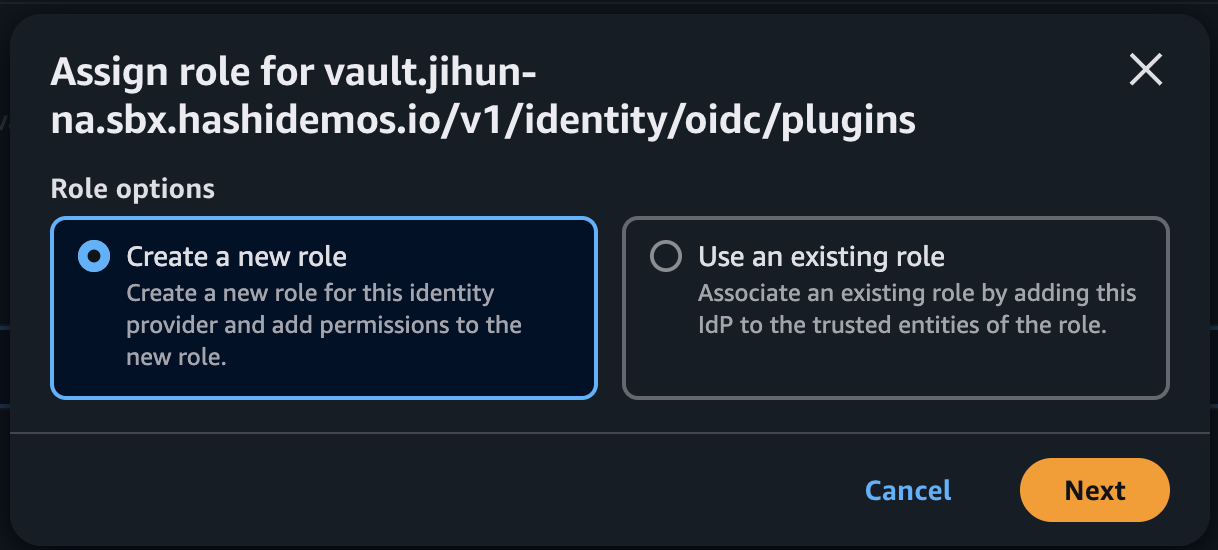 Assign role for vault.jihun-
na.sbx.hashidemos.io/v1/identity/oidc/plugins
Role options
Create a new role
Create a new role for this identity
provider and add permissions to the
new role.
Use an existing role
Associate an existing role by adding this
IdP to the trusted entities of the role.
Cancel
Next